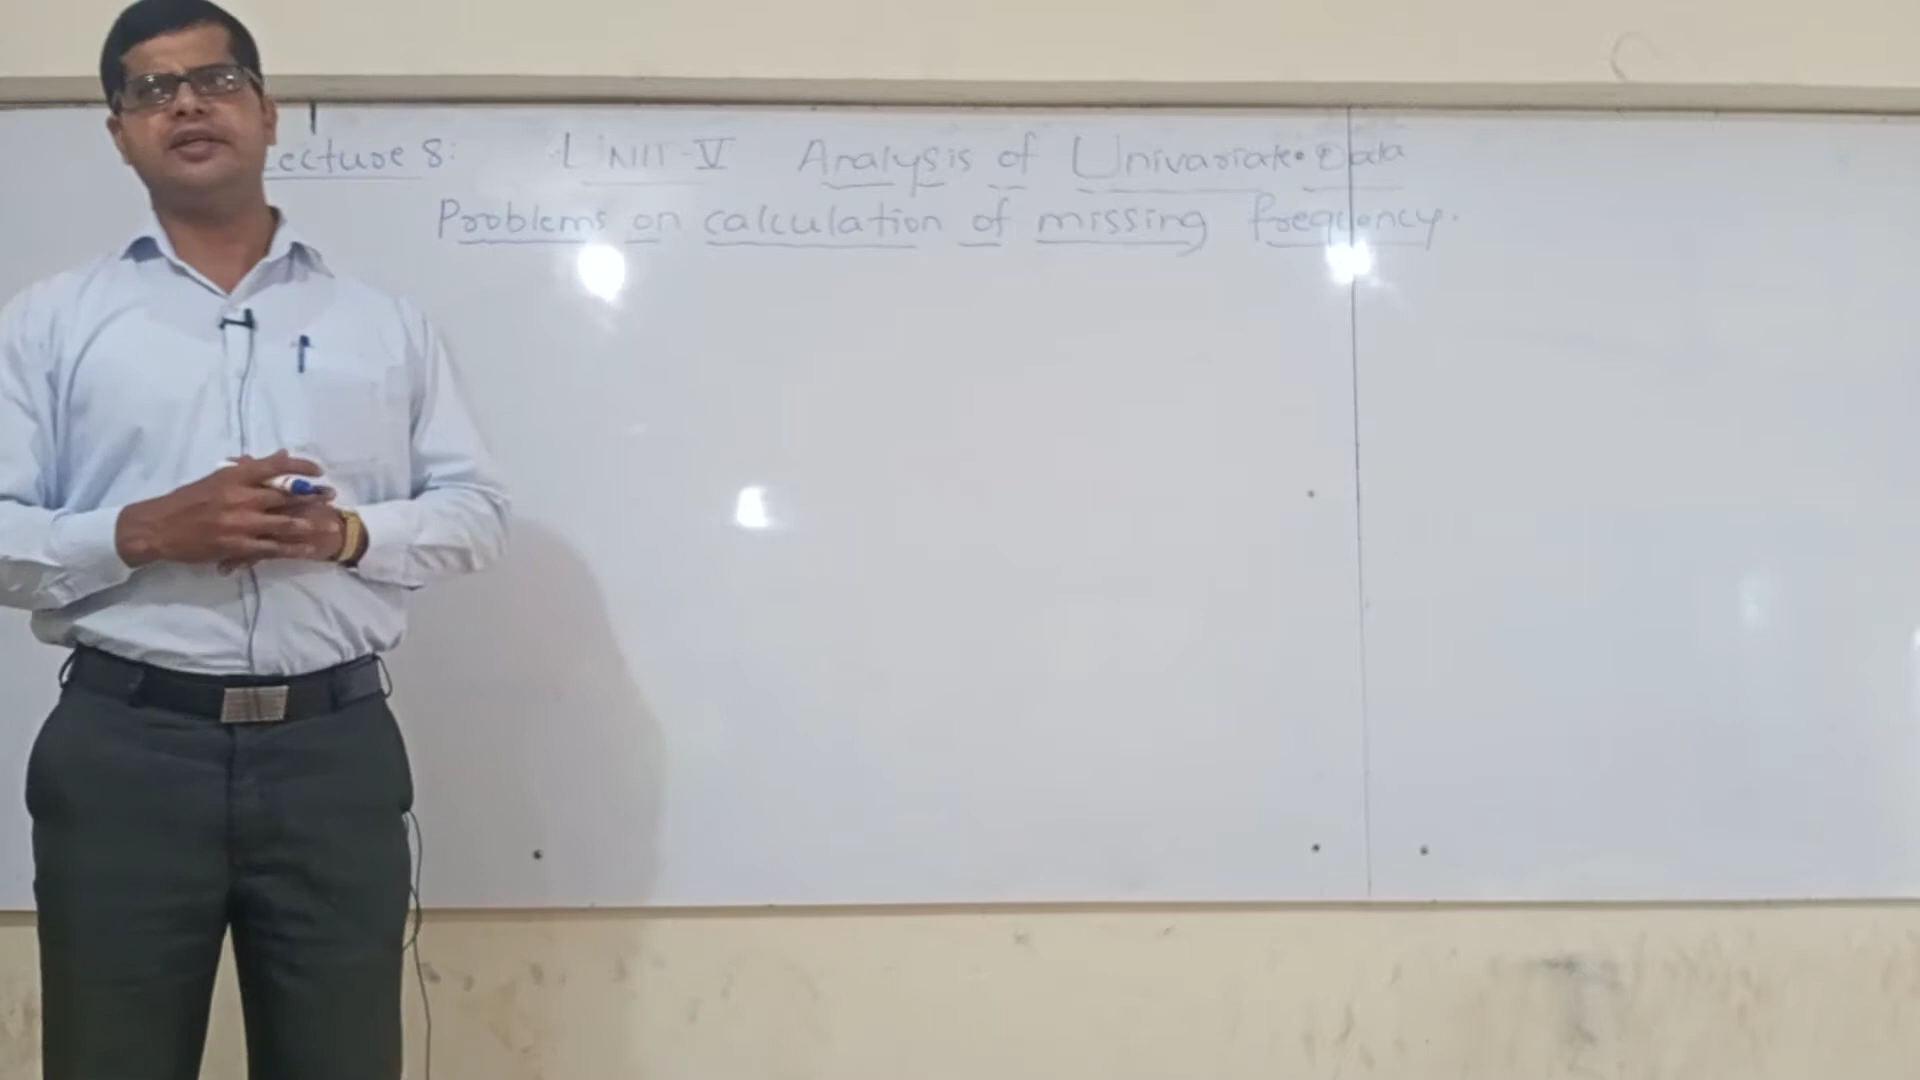 Lecture 8: UNIT-V Analysis of Univariate Data
Problems on calculation of missing frequency.